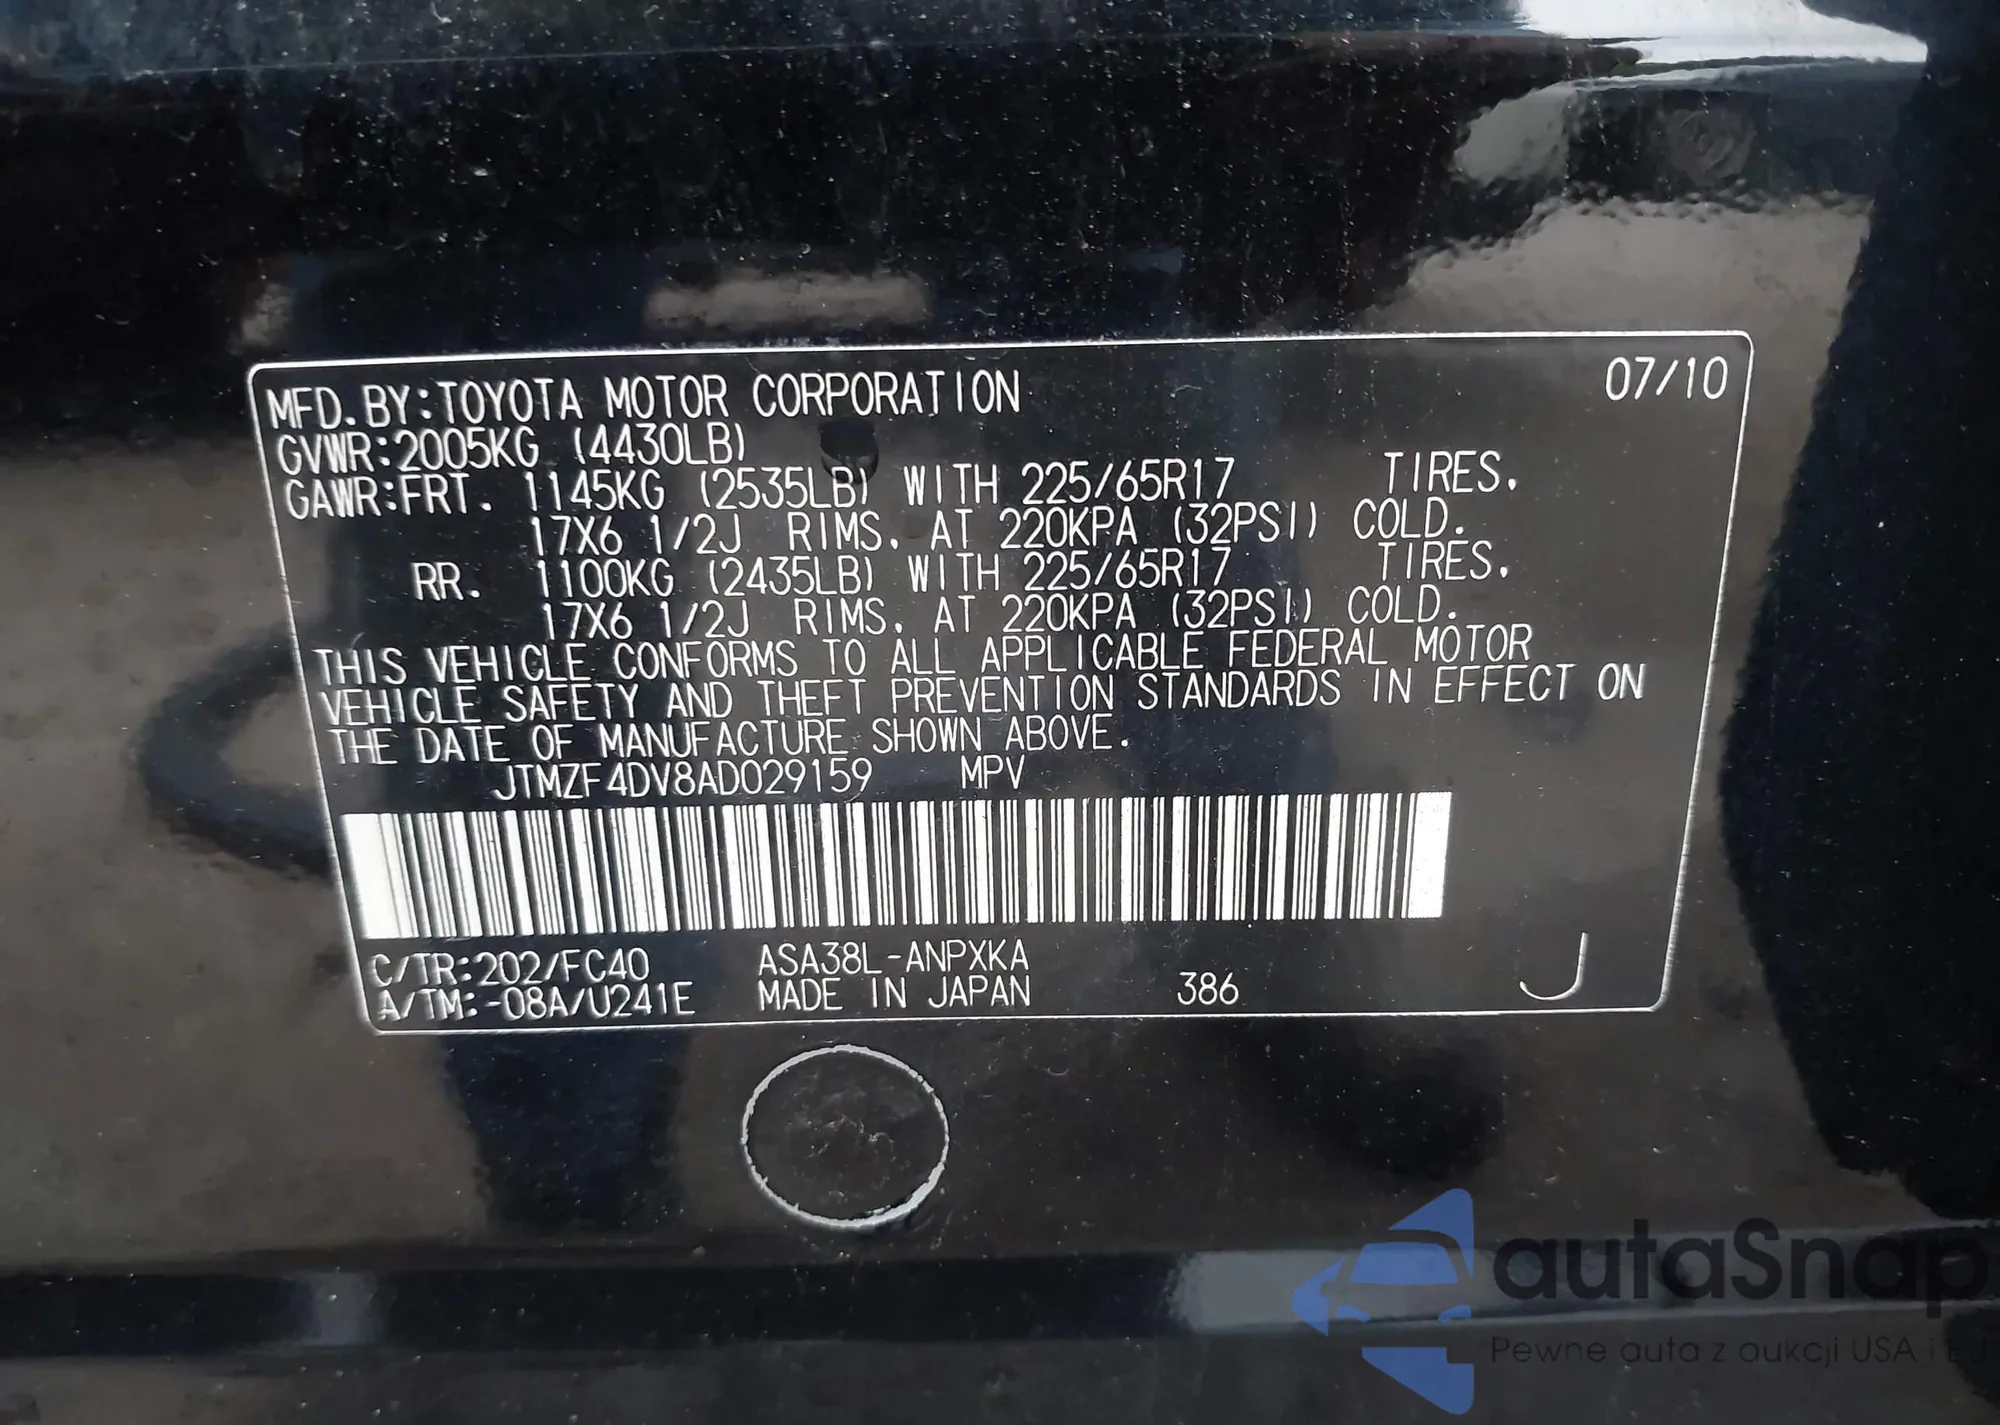 MFD. BY:TOYOTA MOTOR CORPORATION 07/10
GVWR:2005KG (4430LB)
GAWR:FRT. 1145KG (2535LB) WITH 225/65R17 TIRES.
17X6 1/2J RIMS. AT 220KPA (32PSI) COLD.
RR. 1100KG (2435LB) WITH 225/65R17 TIRES.
17X6 1/2J RIMS. AT 220KPA (32PSI) COLD.
THIS VEHICLE CONFORMS TO ALL APPLICABLE FEDERAL MOTOR
VEHICLE SAFETY AND THEFT PREVENTION STANDARDS IN EFFECT ON
THE DATE OF MANUFACTURE SHOWN ABOVE.
JTMZF4DV8AD029159 MPV
C/TR:202/FC40 ASA38L-ANPXKA
A/TM:-08A/U241E MADE IN JAPAN 386 J
autaSnap
Pewne auta z aukcji USA i EU